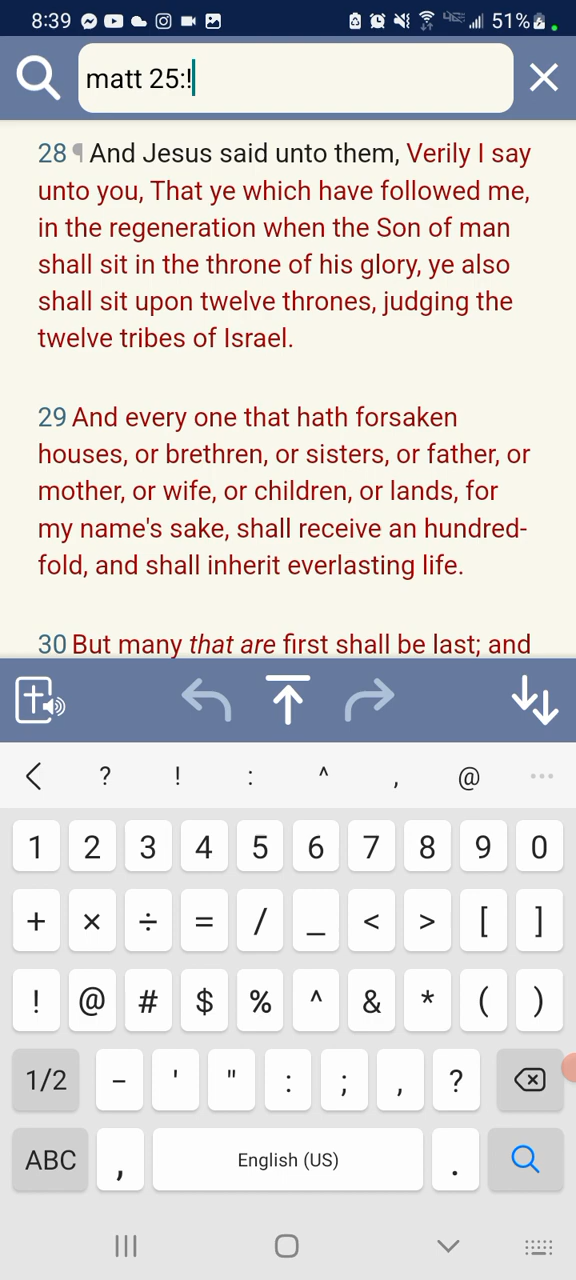 8:39 51%
matt 25:!
28 ¶ And Jesus said unto them, Verily I say
unto you, That ye which have followed me,
in the regeneration when the Son of man
shall sit in the throne of his glory, ye also
shall sit upon twelve thrones, judging the
twelve tribes of Israel.
29 And every one that hath forsaken
houses, or brethren, or sisters, or father, or
mother, or wife, or children, or lands, for
my name's sake, shall receive an hundred-
fold, and shall inherit everlasting life.
30 But many that are first shall be last; and
? ! : ^ , @ ...
1 2 3 4 5 6 7 8 9 0
+ × ÷ = / _ < > [ ]
! @ # $ % ^ & * ( )
1/2 - ' " : ; , ?
ABC , English (US) .